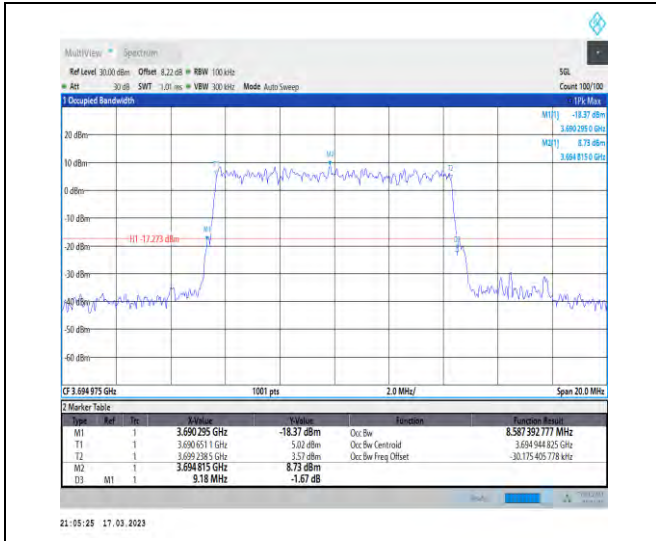 MultiView Spectrum
Ref Level 30.00 dBm Offset 8.22 dB RBW 100 kHz SGL
Att 30 dB SWT 1.01 ms VBW 300 kHz Mode Auto Sweep Count 100/100
1 Occupied Bandwidth 1Pk Max
M1[1] -18.37 dBm
3.690 295 0 GHz
M2[1] 8.73 dBm
3.694 815 0 GHz
20 dBm
10 dBm
0 dBm
-10 dBm
H1 -17.273 dBm
-20 dBm
-30 dBm
-40 dBm
-50 dBm
-60 dBm
M2
T2
M1
CF 3.694 975 GHz 1001 pts 2.0 MHz/ Span 20.0 MHz
2 Marker Table
Type Ref Trc X-Value Y-Value Function Function Result
M1 1 3.690 295 GHz -18.37 dBm Occ Bw 8.587 392 777 MHz
T1 1 3.690 651 1 GHz 5.02 dBm Occ Bw Centroid 3.694 944 825 GHz
T2 1 3.699 238 5 GHz 3.57 dBm Occ Bw Freq Offset -30.175 405 778 kHz
M2 1 3.694 815 GHz 8.73 dBm
D3 M1 1 9.18 MHz -1.67 dB
21:05:25 17.03.2023